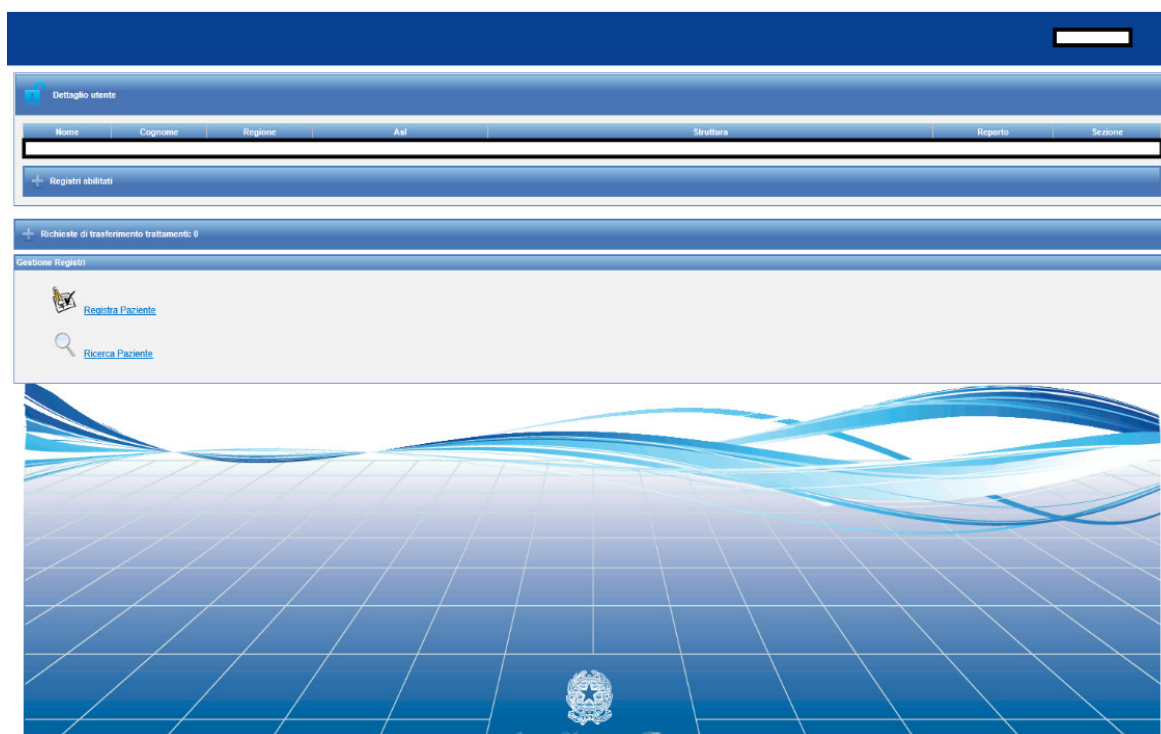 Dettaglio utente
Nome Cognome Regione Asl Struttura Reparto Sezione
Registri abilitati
Richieste di trasferimento trattamenti: 0
Gestione Registri
Registra Paziente
Ricerca Paziente